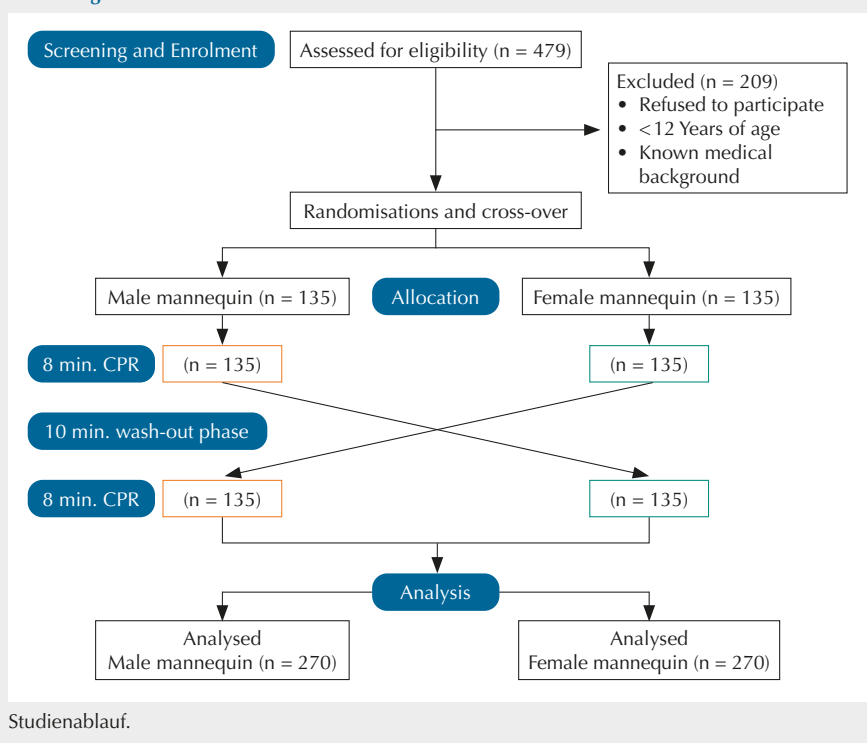 Screening and Enrolment
Assessed for eligibility (n = 479)
Excluded (n = 209)
• Refused to participate
• <12 Years of age
• Known medical
background
Randomisations and cross-over
Male mannequin (n = 135)
Allocation
Female mannequin (n = 135)
8 min. CPR
(n = 135)
(n = 135)
10 min. wash-out phase
8 min. CPR
(n = 135)
(n = 135)
Analysis
Analysed
Male mannequin (n = 270)
Analysed
Female mannequin (n = 270)
Studienablauf.